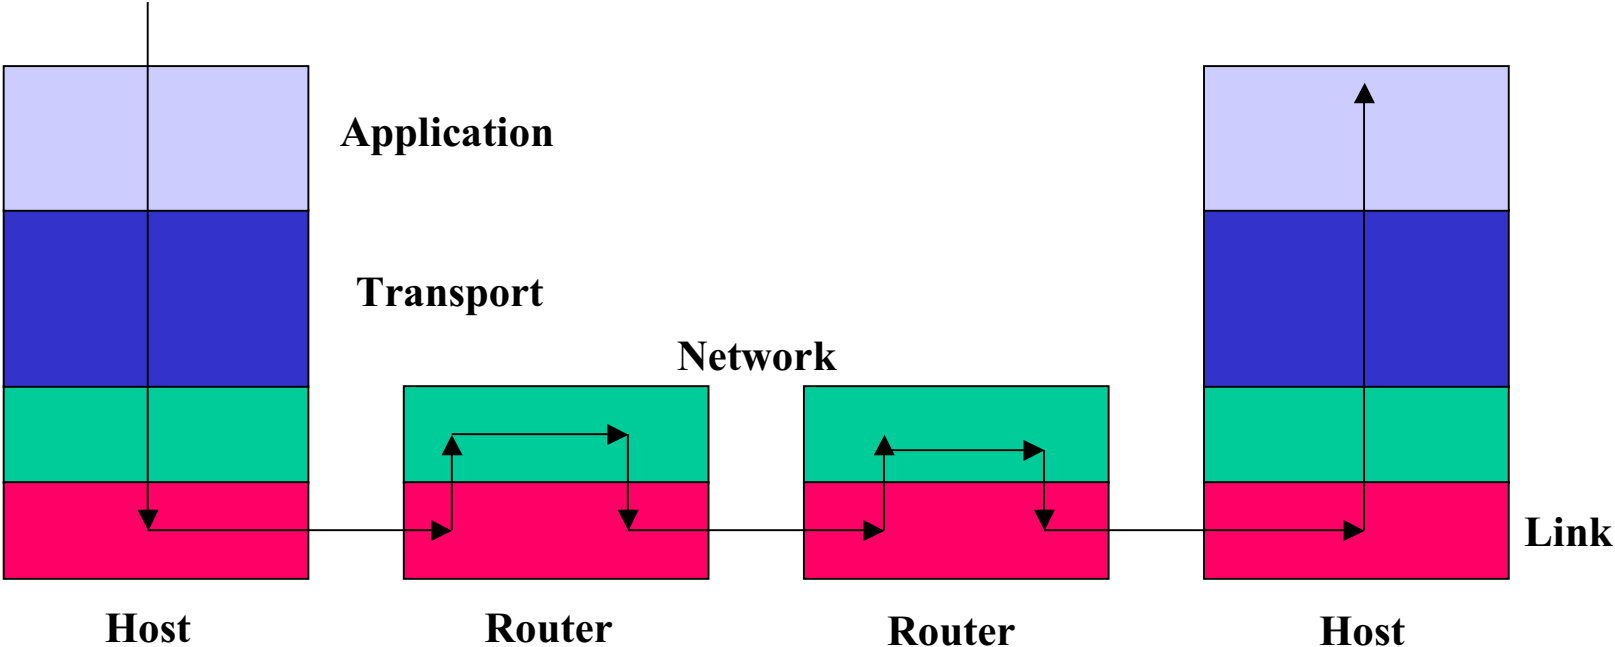 Application
Transport
Network
Link
Host
Router
Router
Host